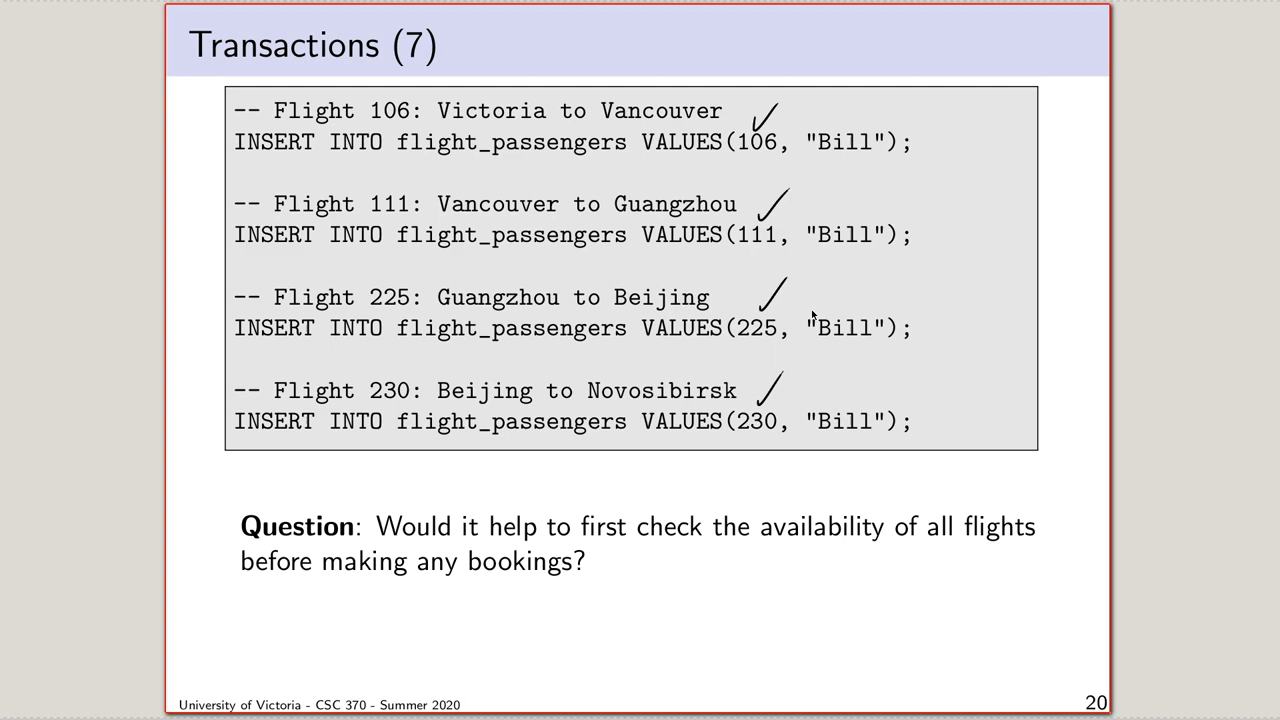 Transactions (7)
-- Flight 106: Victoria to Vancouver
INSERT INTO flight_passengers VALUES(106, "Bill");
-- Flight 111: Vancouver to Guangzhou
INSERT INTO flight_passengers VALUES(111, "Bill");
-- Flight 225: Guangzhou to Beijing
INSERT INTO flight_passengers VALUES(225, "Bill");
-- Flight 230: Beijing to Novosibirsk
INSERT INTO flight_passengers VALUES(230, "Bill");
Question: Would it help to first check the availability of all flights
before making any bookings?
University of Victoria - CSC 370 - Summer 2020
20